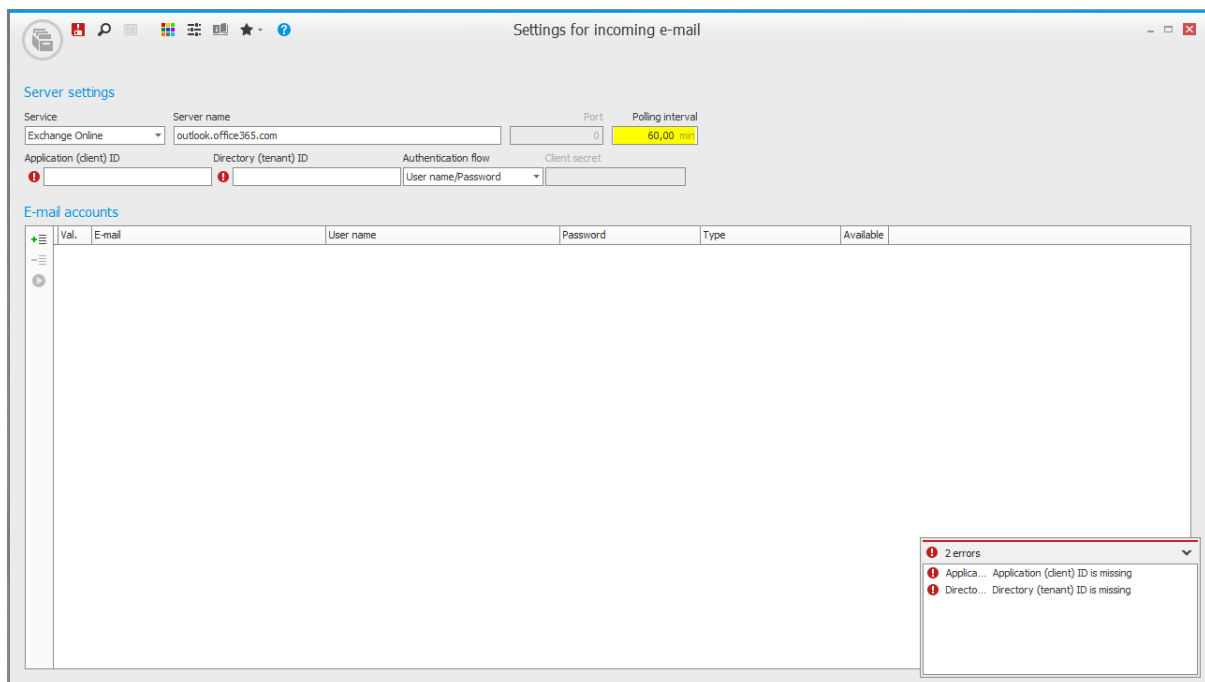 Settings for incoming e-mail
Server settings
Service Server name Port Polling interval
Exchange Online outlook.office365.com 0 60,00 min
Application (client) ID Directory (tenant) ID Authentication flow Client secret
User name/Password
E-mail accounts
Val. E-mail User name Password Type Available
2 errors
Applica... Application (client) ID is missing
Directo... Directory (tenant) ID is missing